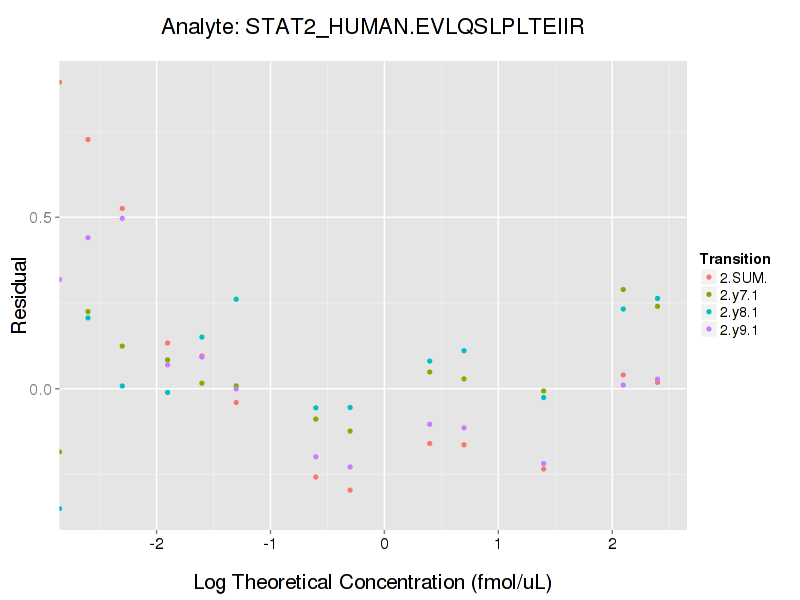 Analyte: STAT2_HUMAN.EVLQSLPLTEIIR
Residual
0.5
0.0
-2 -1 0 1 2
Log Theoretical Concentration (fmol/uL)
Transition
2.SUM.
2.y7.1
2.y8.1
2.y9.1